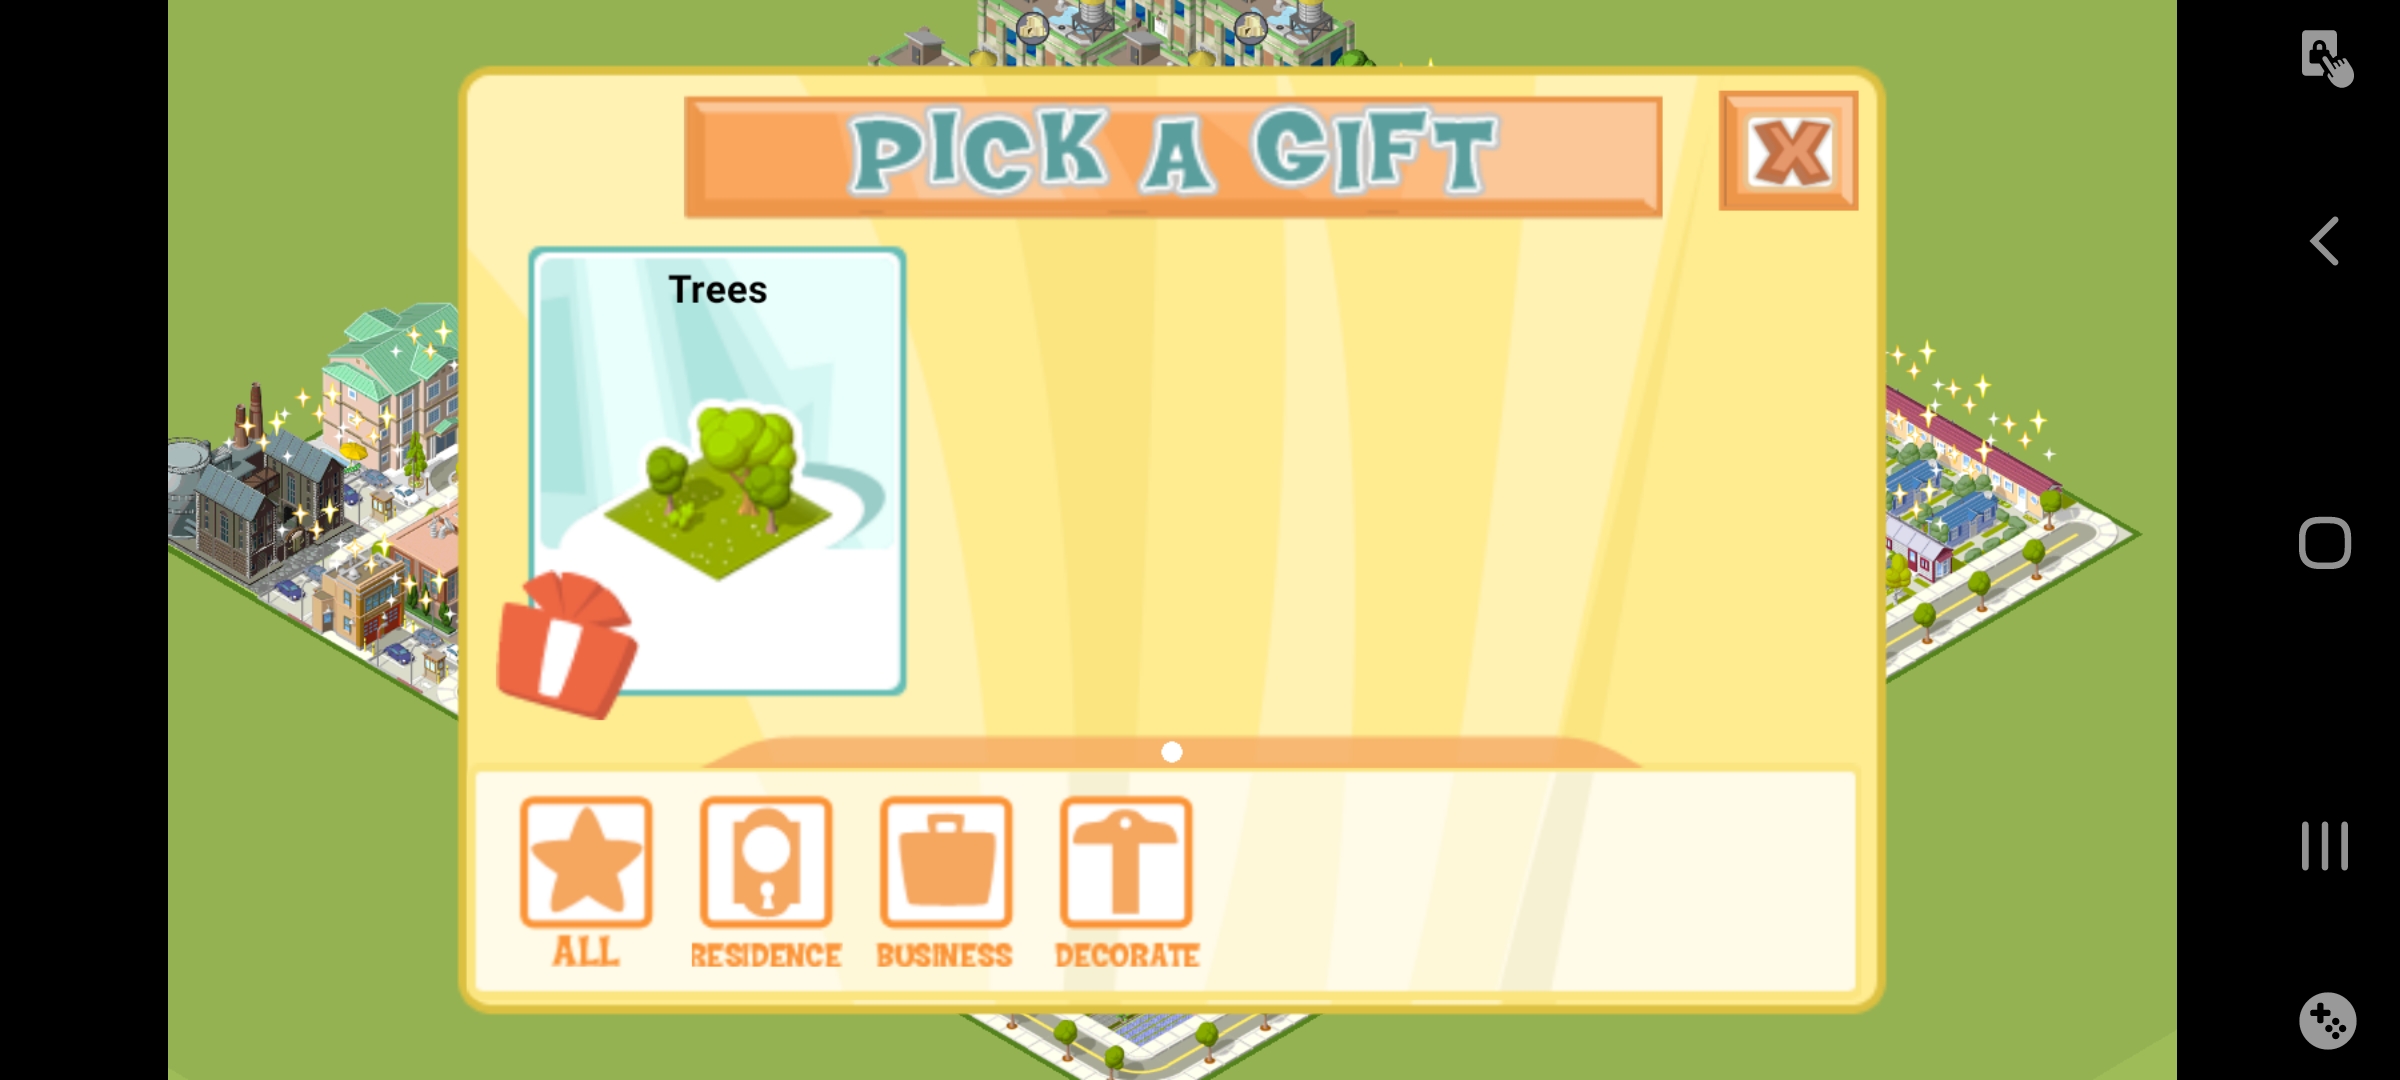 PICK A GIFT
X
Trees
ALL
RESIDENCE
BUSINESS
DECORATE